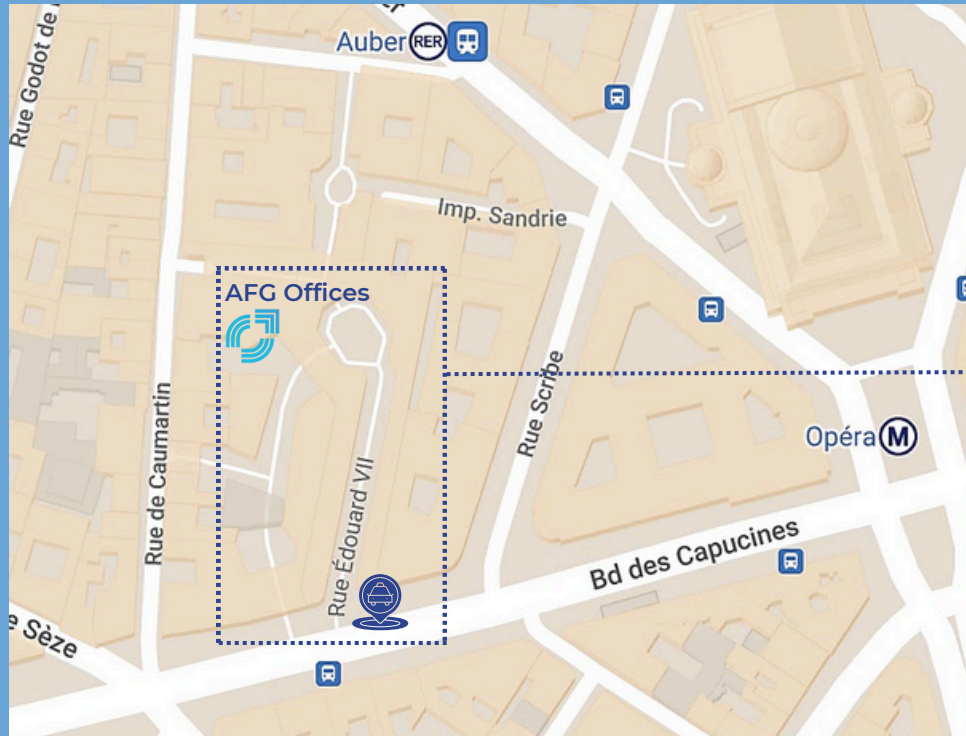 Auber RER
Rue Godot de
Imp. Sandrie
AFG Offices
Rue Scribe
Rue de Caumartin
Opéra M
Rue Édouard VII
Bd des Capucines
e Sèze